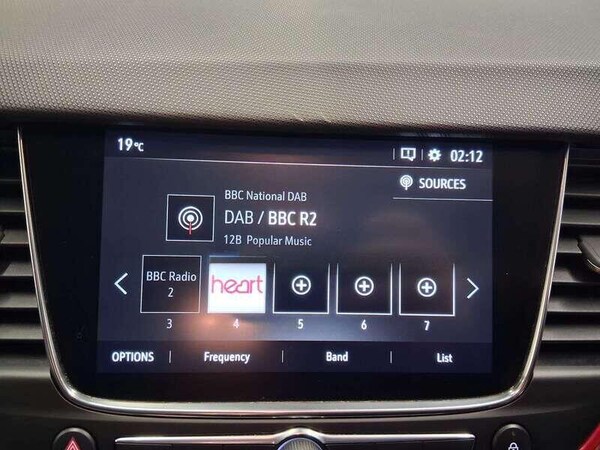 19°C
02:12
SOURCES
BBC National DAB
DAB / BBC R2
12B Popular Music
BBC Radio
2
heart
3 4 5 6 7
OPTIONS Frequency Band List